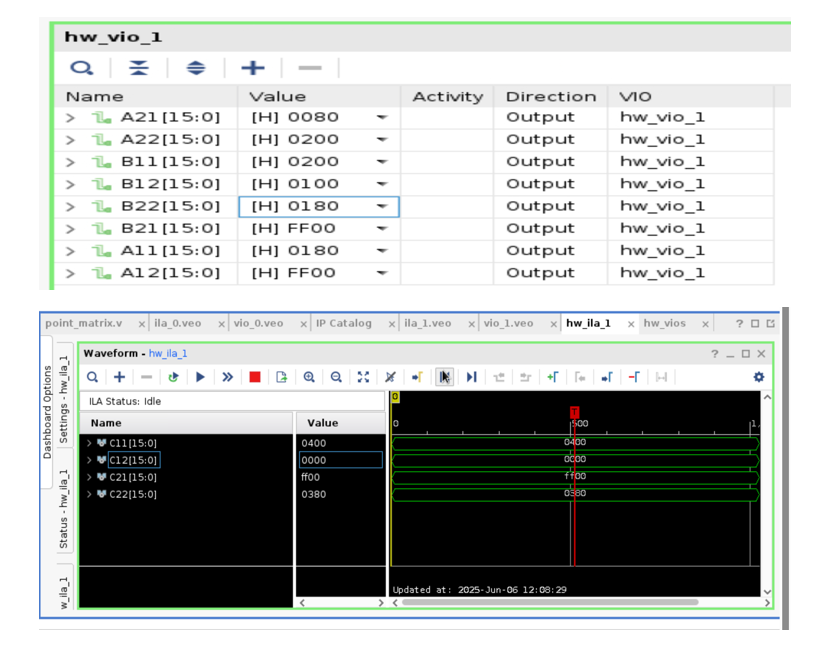 hw_vio_1
Name Value Activity Direction VIO
A21[15:0] [H] 0080 Output hw_vio_1
A22[15:0] [H] 0200 Output hw_vio_1
B11[15:0] [H] 0200 Output hw_vio_1
B12[15:0] [H] 0100 Output hw_vio_1
B22[15:0] [H] 0180 Output hw_vio_1
B21[15:0] [H] FF00 Output hw_vio_1
A11[15:0] [H] 0180 Output hw_vio_1
A12[15:0] [H] FF00 Output hw_vio_1
point_matrix.v x ila_0.veo x vio_0.veo x IP Catalog x ila_1.veo x vio_1.veo x hw_ila_1 x hw_vios x ?
Dashboard Options
Settings - hw_ila_1
Status - hw_ila_1
w_ila_1
Waveform - hw_ila_1 ?
ILA Status: Idle 0
T
Name Value 0 500 1.
C11[15:0] 0400 0400
C12[15:0] 0000 0000
C21[15:0] ff00 ff00
C22[15:0] 0380 0380
Updated at: 2025-Jun-06 12:08:29